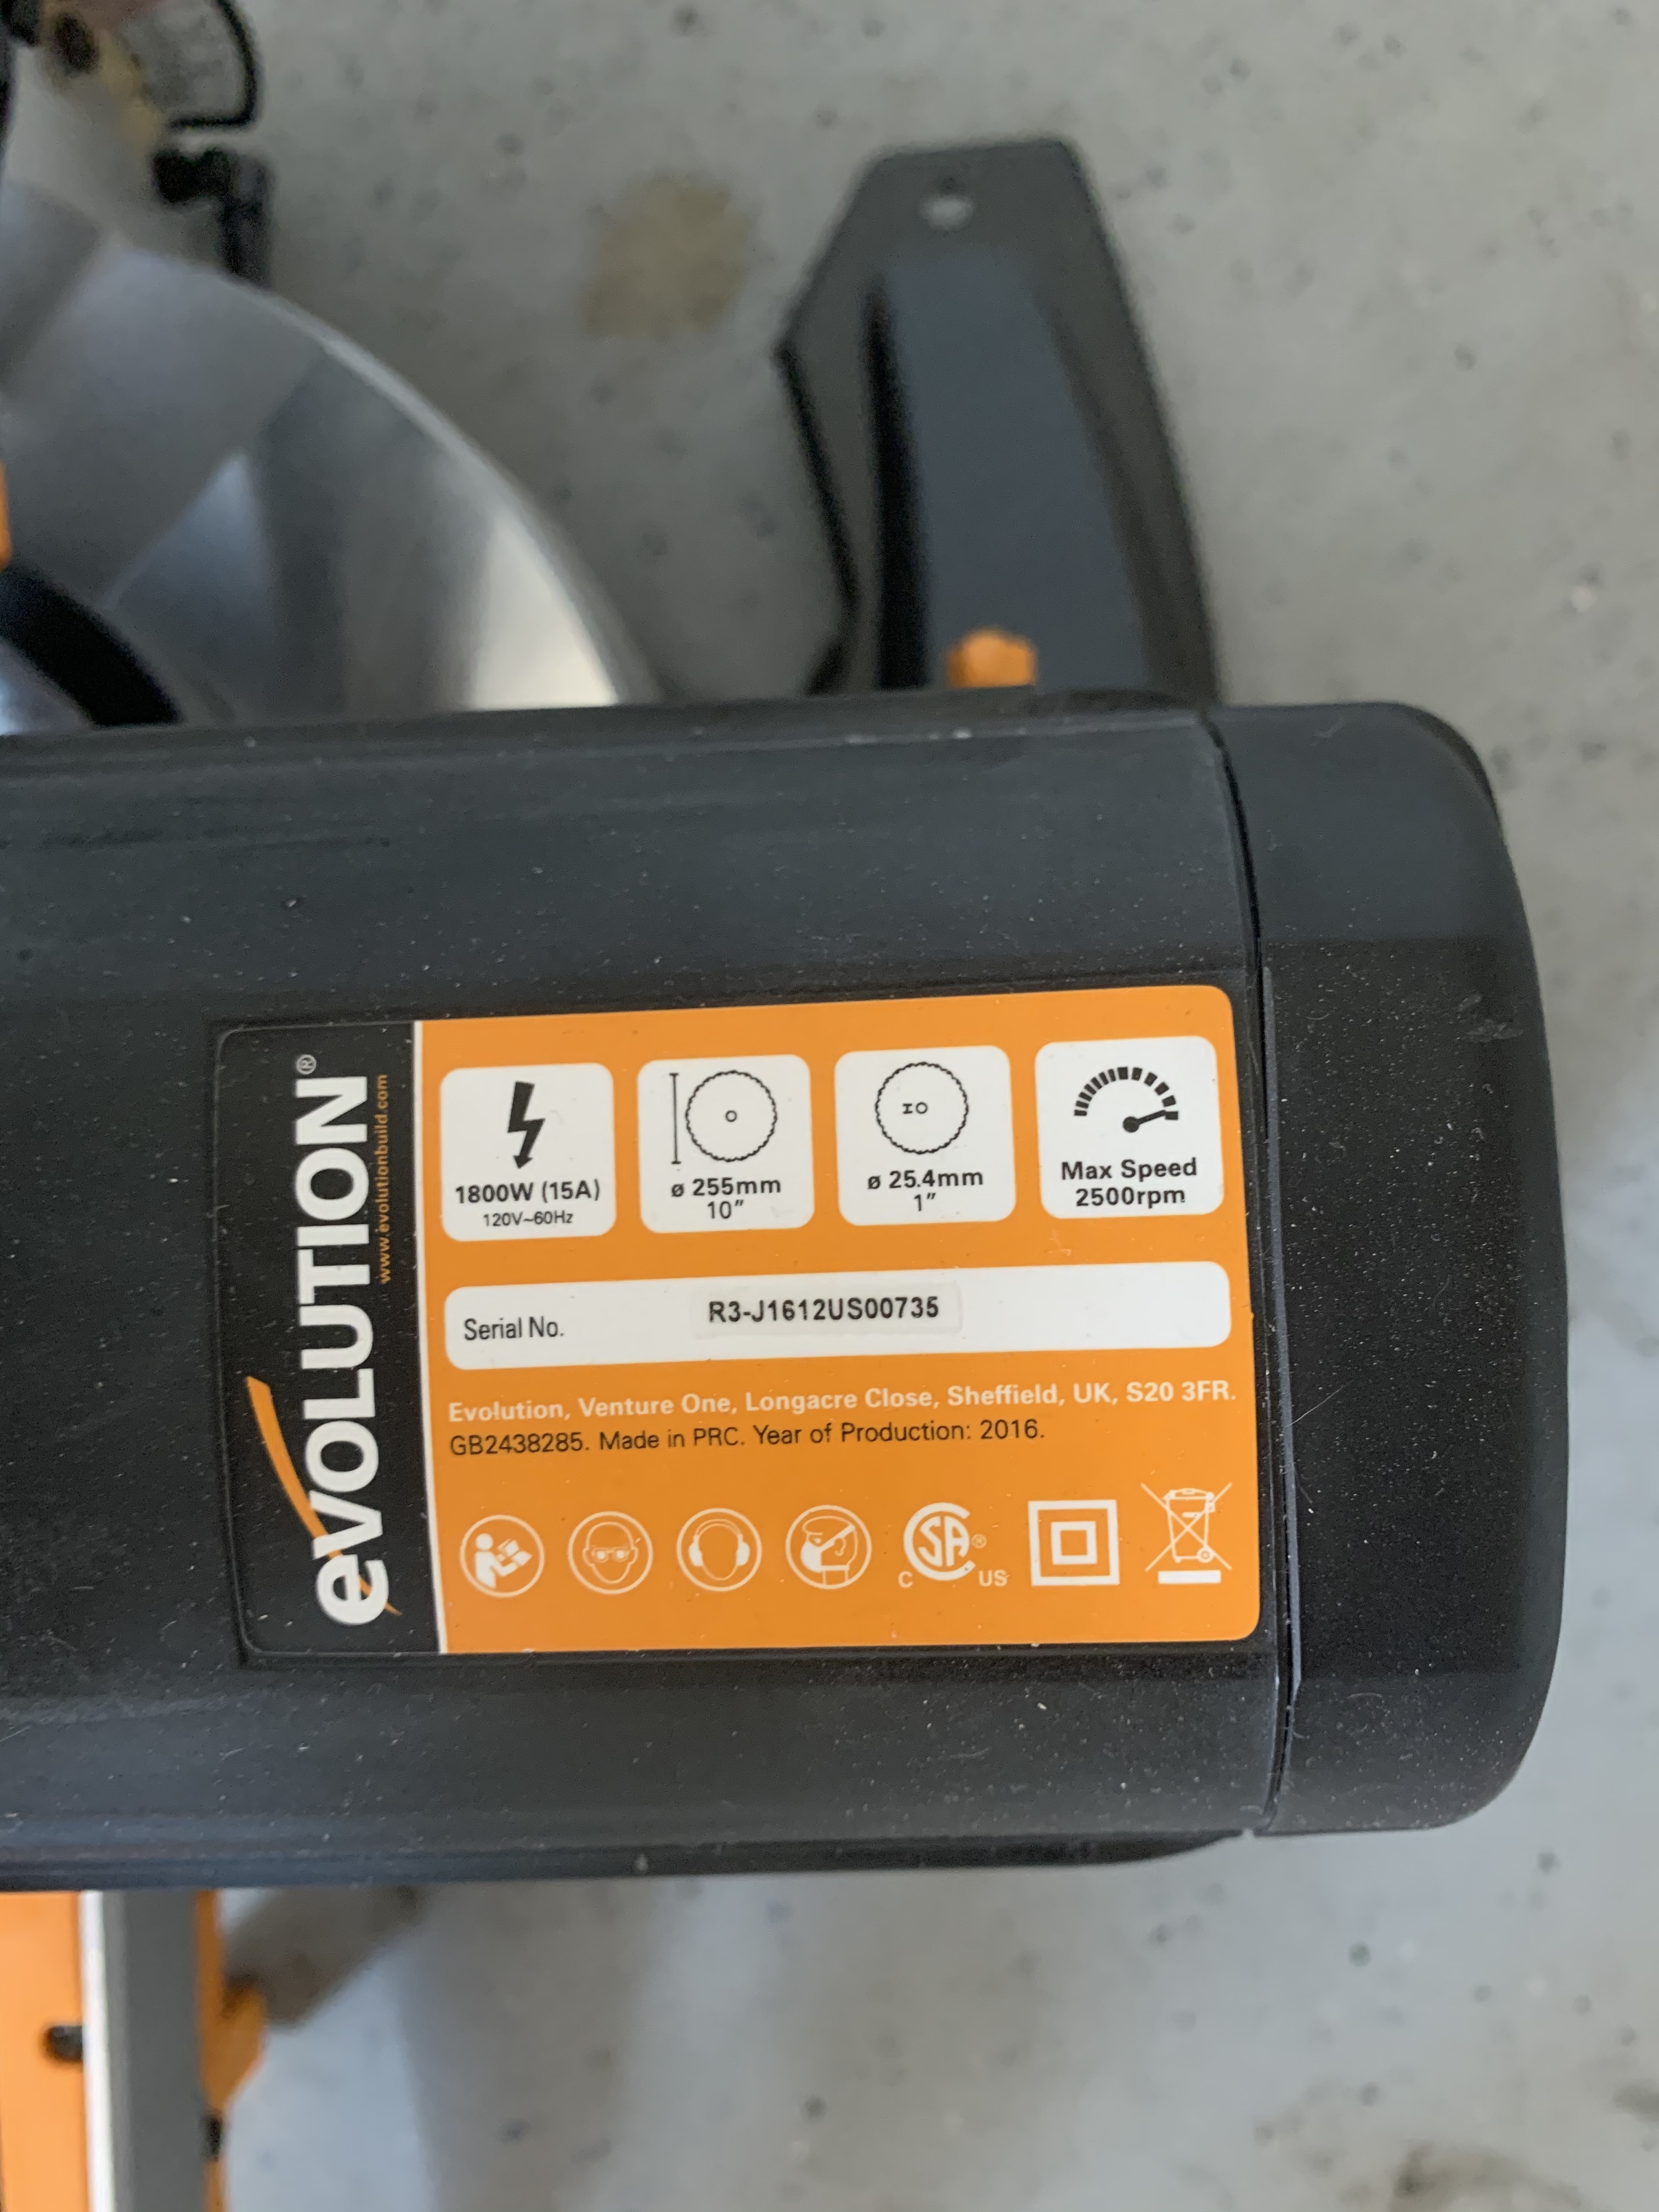 eVOLUTION®
www.evolutionbuild.com
1800W (15A)
120V~60Hz
ø 255mm
10”
ø 25.4mm
1”
Max Speed
2500rpm
Serial No. R3-J1612US00735
Evolution, Venture One, Longacre Close, Sheffield, UK, S20 3FR.
GB2438285. Made in PRC. Year of Production: 2016.
C SA® US